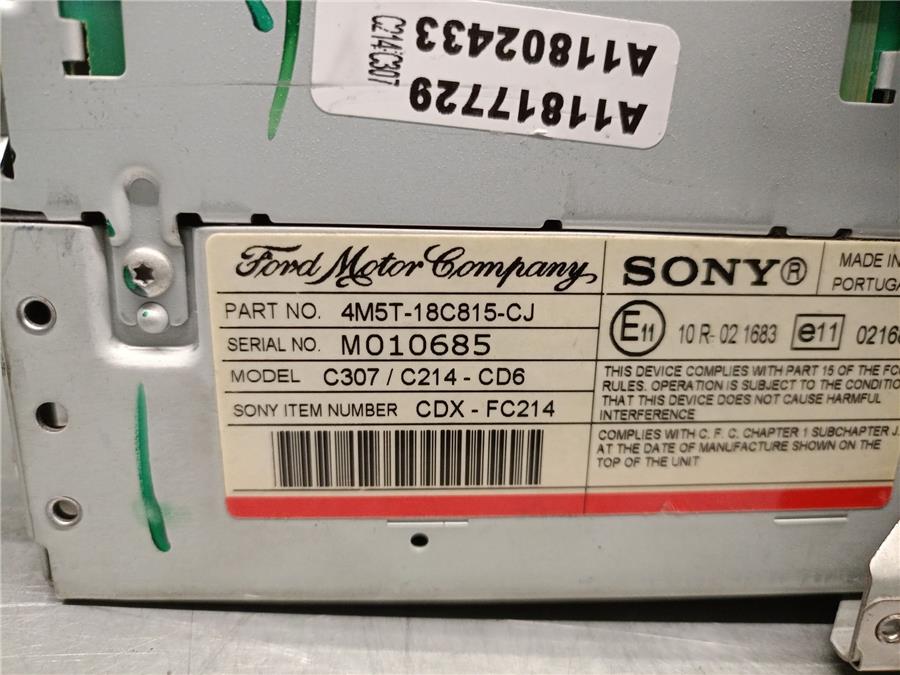 A11817729
A11802433
C214/C307
Ford Motor Company
PART NO. 4M5T-18C815-CJ
SERIAL NO. M010685
MODEL C307 / C214 - CD6
SONY ITEM NUMBER CDX - FC214
SONY®
MADE IN
PORTUGA
E11 10 R- 02 1683 e11 0216
THIS DEVICE COMPLIES WITH PART 15 OF THE FC
RULES. OPERATION IS SUBJECT TO THE CONDITIO
THAT THIS DEVICE DOES NOT CAUSE HARMFUL
INTERFERENCE
COMPLIES WITH C. F. C. CHAPTER 1 SUBCHAPTER J.
AT THE DATE OF MANUFACTURE SHOWN ON THE
TOP OF THE UNIT